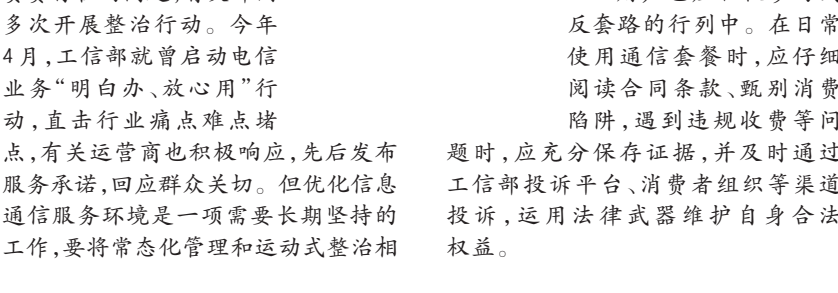 多次开展整治行动。今年
4月,工信部就曾启动电信
业务“明白办、放心用”行
动,直击行业痛点难点堵
点,有关运营商也积极响应,先后发布
服务承诺,回应群众关切。但优化信息
通信服务环境是一项需要长期坚持的
工作,要将常态化管理和运动式整治相
反套路的行列中。在日常
使用通信套餐时,应仔细
阅读合同条款、甄别消费
陷阱,遇到违规收费等问
题时,应充分保存证据,并及时通过
工信部投诉平台、消费者组织等渠道
投诉,运用法律武器维护自身合法
权益。